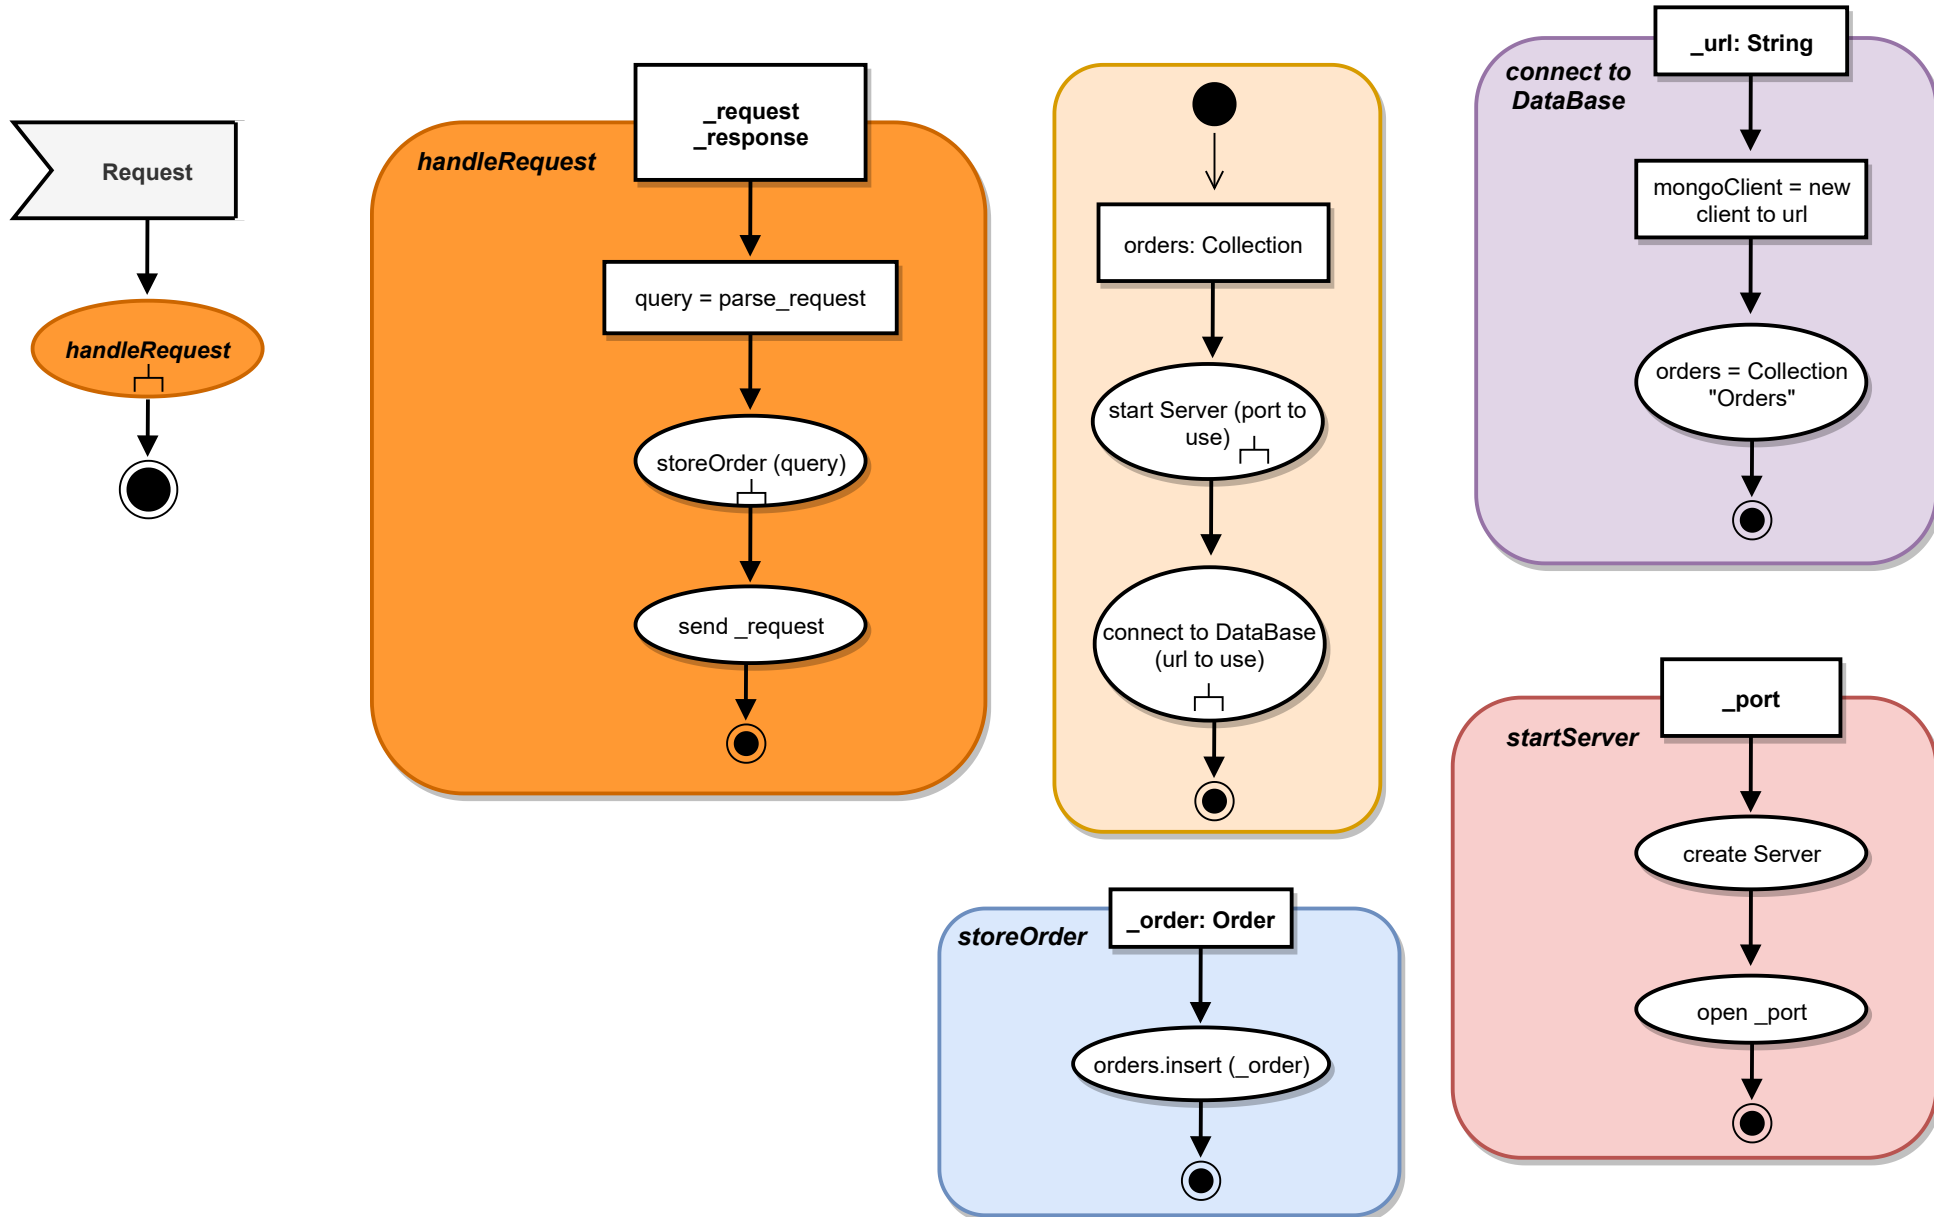 Request
handleRequest
handleRequest
_request
_response
query = parse_request
storeOrder (query)
send _request
orders: Collection
start Server (port to
use)
connect to DataBase
(url to use)
connect to
DataBase
_url: String
mongoClient = new
client to url
orders = Collection
"Orders"
startServer
_port
create Server
open _port
storeOrder
_order: Order
orders.insert (_order)